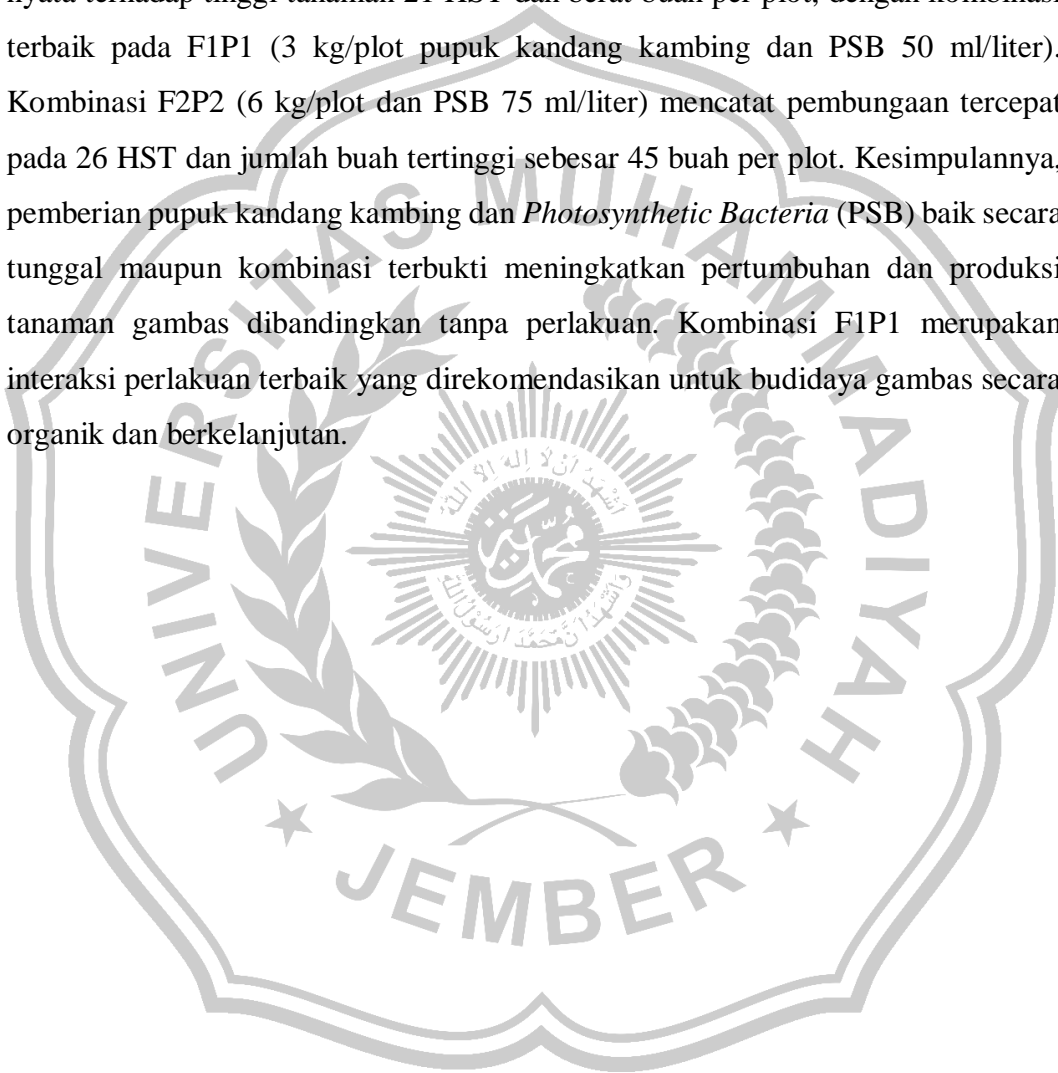 nyata terhadap tinggi tanaman 21 HST dan berat buah per plot, dengan kombinasi
terbaik pada F1P1 (3 kg/plot pupuk kandang kambing dan PSB 50 ml/liter).
Kombinasi F2P2 (6 kg/plot dan PSB 75 ml/liter) mencatat pembungaan tercepat
pada 26 HST dan jumlah buah tertinggi sebesar 45 buah per plot. Kesimpulannya,
pemberian pupuk kandang kambing dan Photosynthetic Bacteria (PSB) baik secara
tunggal maupun kombinasi terbukti meningkatkan pertumbuhan dan produksi
tanaman gambas dibandingkan tanpa perlakuan. Kombinasi F1P1 merupakan
interaksi perlakuan terbaik yang direkomendasikan untuk budidaya gambas secara
organik dan berkelanjutan.
UNIVERSITAS MUHAMMADIYAH
JEMBER